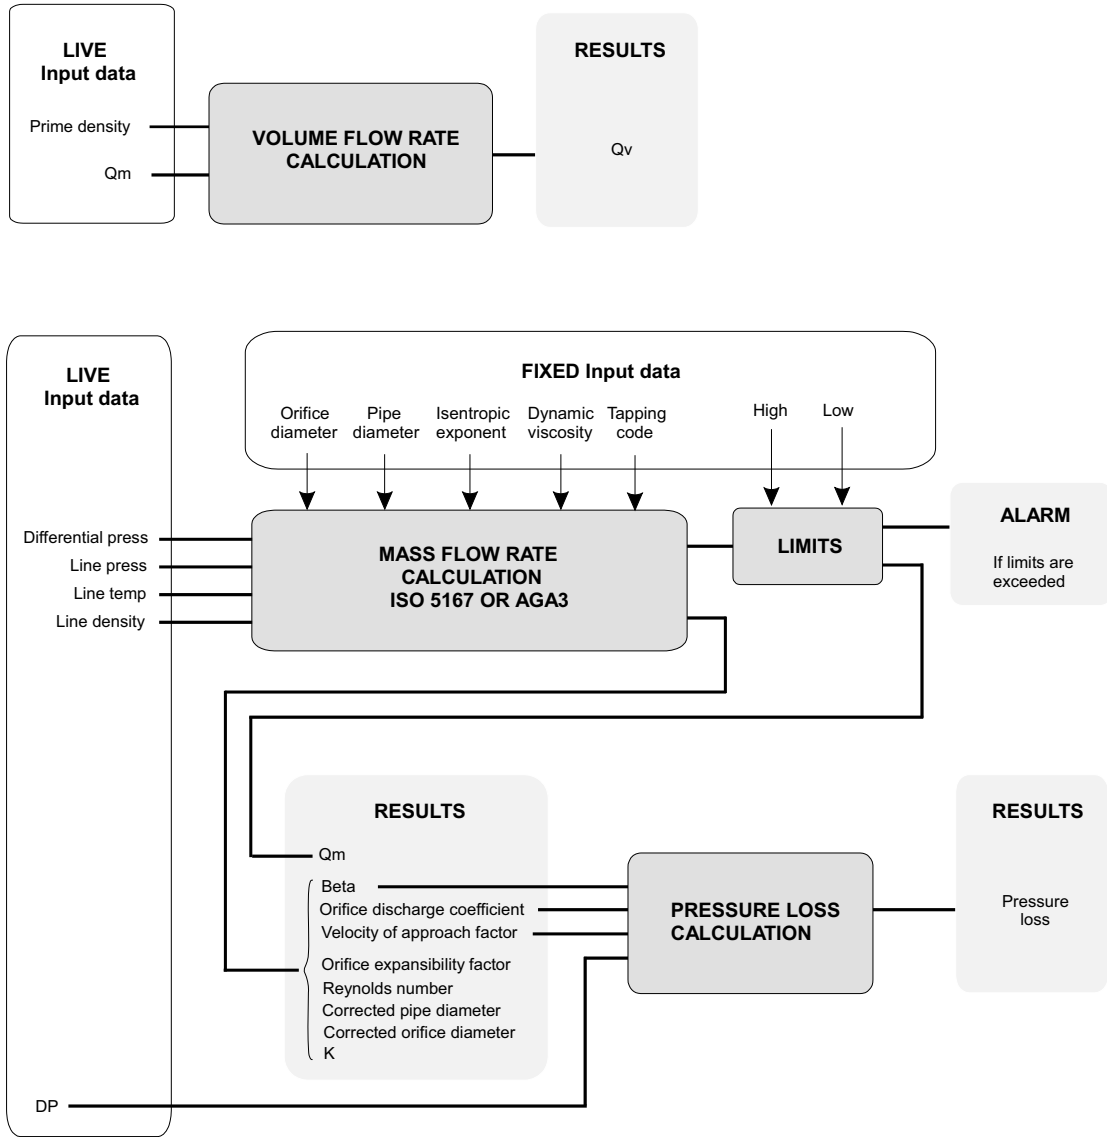 LIVE
Input data
Prime density
Qm
VOLUME FLOW RATE
CALCULATION
RESULTS
Qv
LIVE
Input data
FIXED Input data
Orifice
diameter
Pipe
diameter
Isentropic
exponent
Dynamic
viscosity
Tapping
code
High
Low
Differential press
Line press
Line temp
Line density
MASS FLOW RATE
CALCULATION
ISO 5167 OR AGA3
LIMITS
ALARM
If limits are
exceeded
RESULTS
Qm
Beta
Orifice discharge coefficient
Velocity of approach factor
Orifice expansibility factor
Reynolds number
Corrected pipe diameter
Corrected orifice diameter
K
PRESSURE LOSS
CALCULATION
RESULTS
Pressure
loss
DP